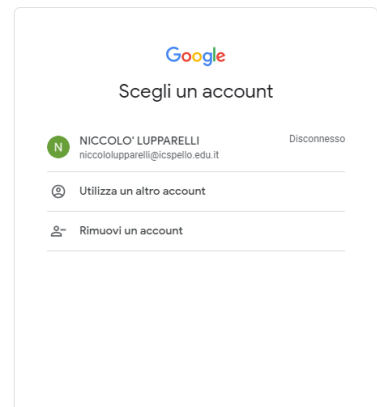 Google
Scegli un account
N
NICCOLO' LUPPARELLI
Disconnesso
niccololupparelli@icspello.edu.it
Utilizza un altro account
Rimuovi un account